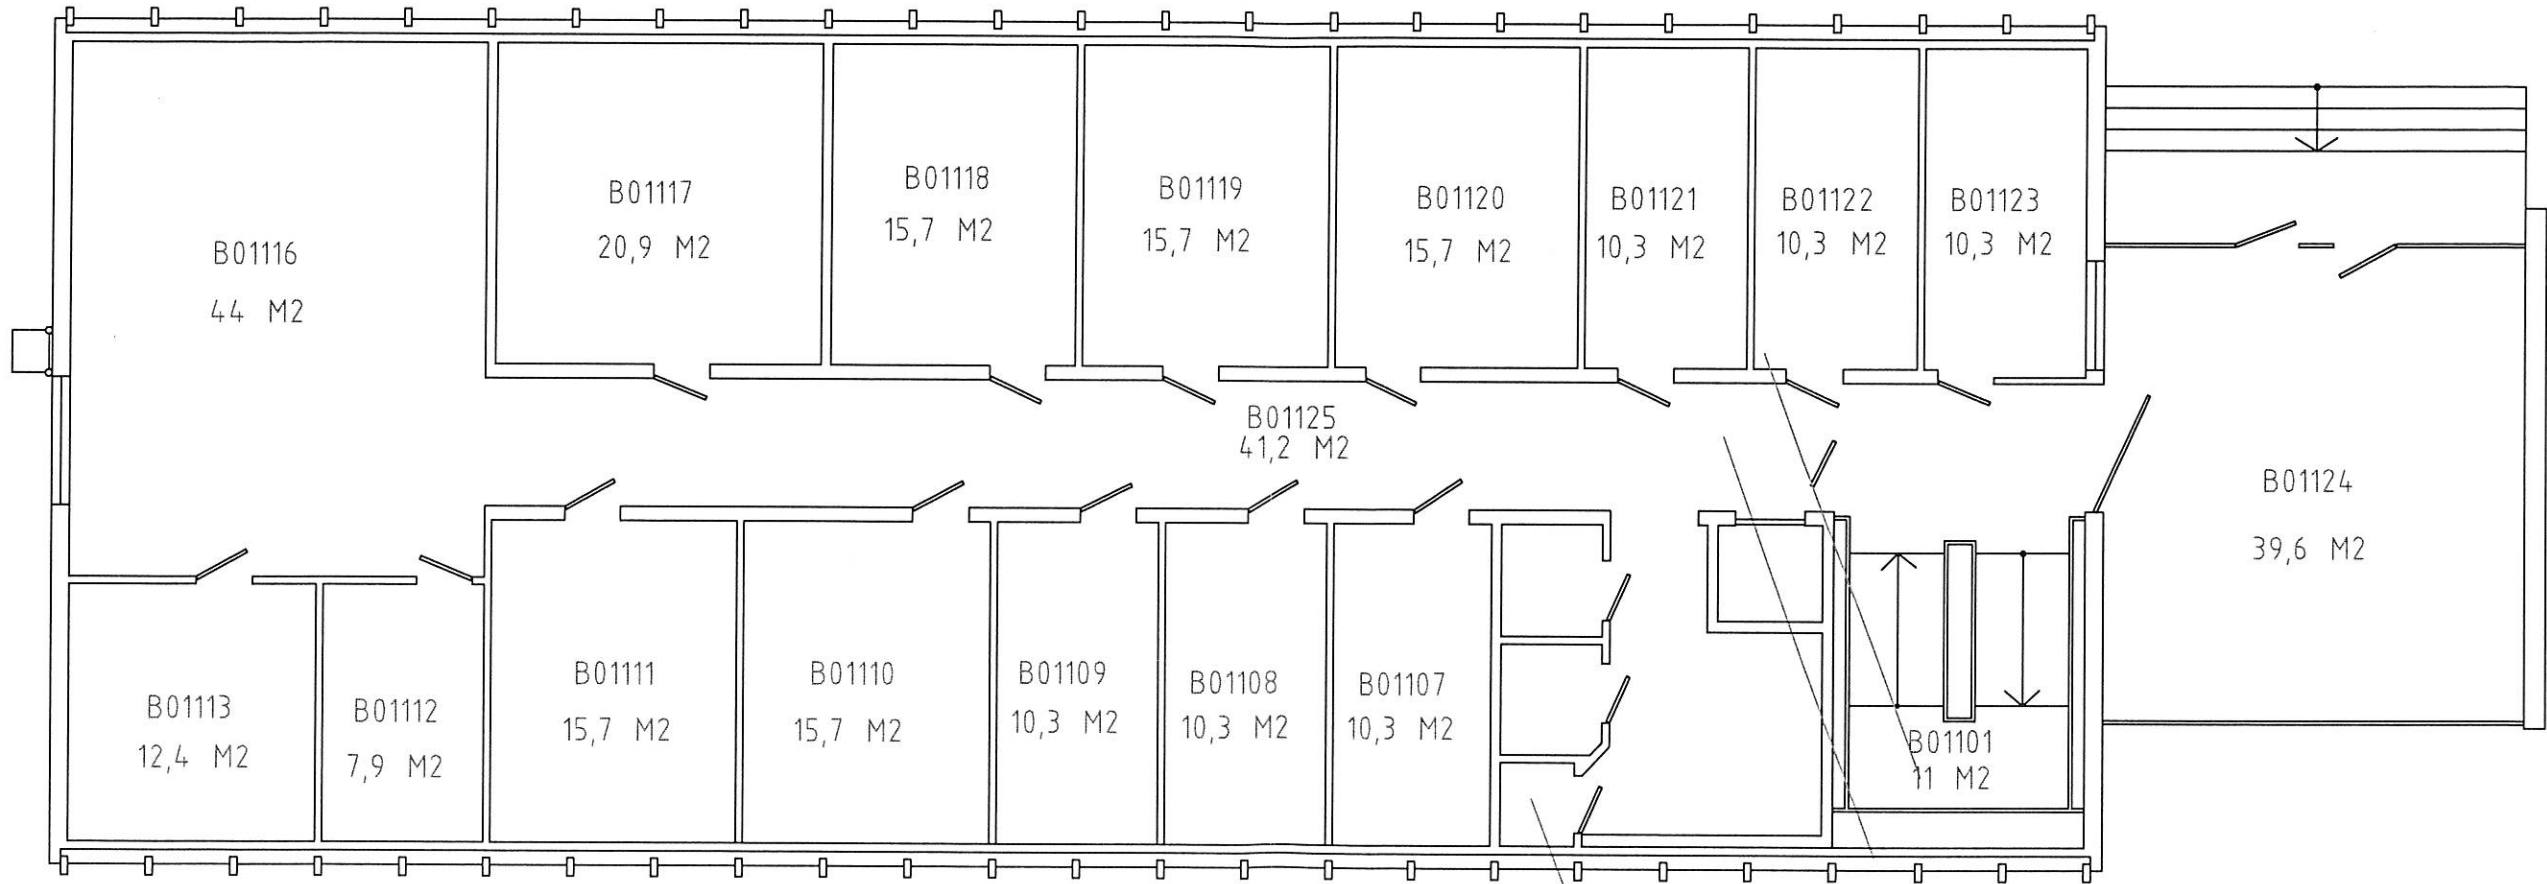 B01116
44 M2
B01117
20,9 M2
B01118
15,7 M2
B01119
15,7 M2
B01120
15,7 M2
B01121
10,3 M2
B01122
10,3 M2
B01123
10,3 M2
B01125
41,2 M2
B01124
39,6 M2
B01113
12,4 M2
B01112
7,9 M2
B01111
15,7 M2
B01110
15,7 M2
B01109
10,3 M2
B01108
10,3 M2
B01107
10,3 M2
B01101
11 M2